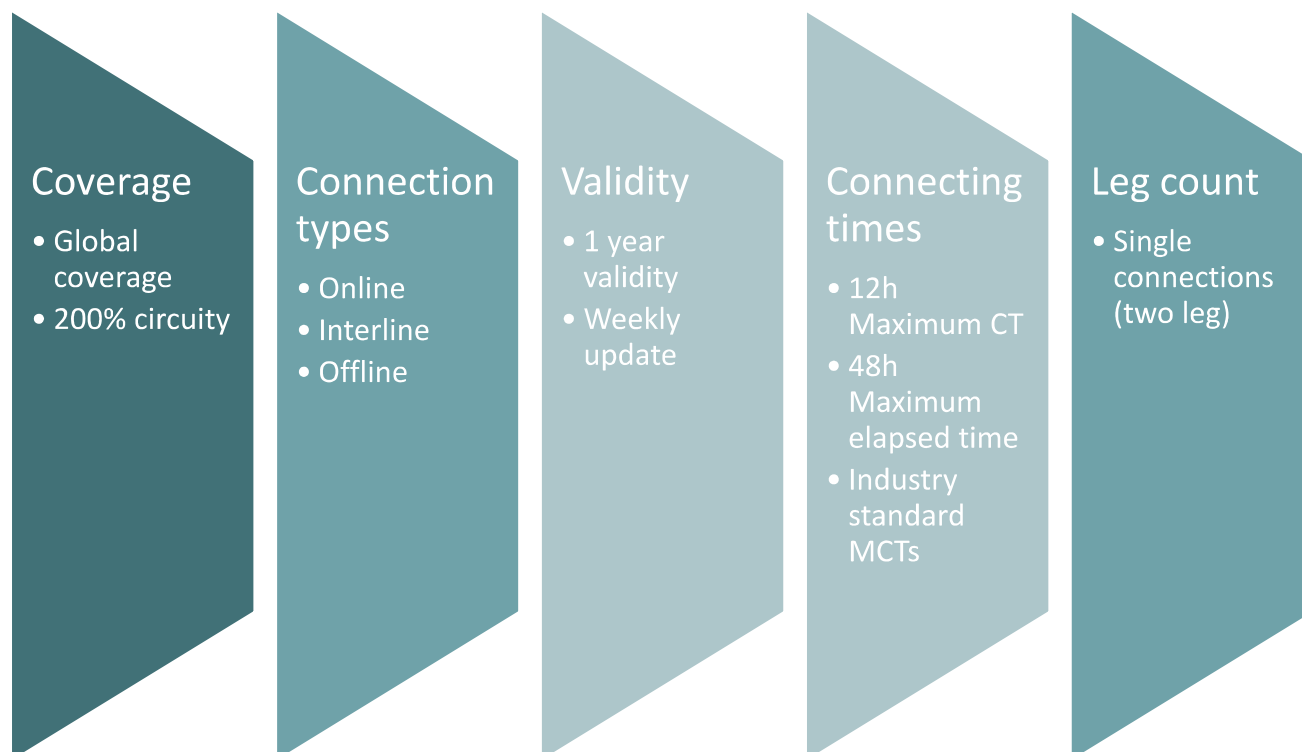 Coverage
• Global
coverage
• 200% circuity
Connection
types
• Online
• Interline
• Offline
Validity
• 1 year
validity
• Weekly
update
Connecting
times
• 12h
Maximum CT
• 48h
Maximum
elapsed time
• Industry
standard
MCTs
Leg count
• Single
connections
(two leg)